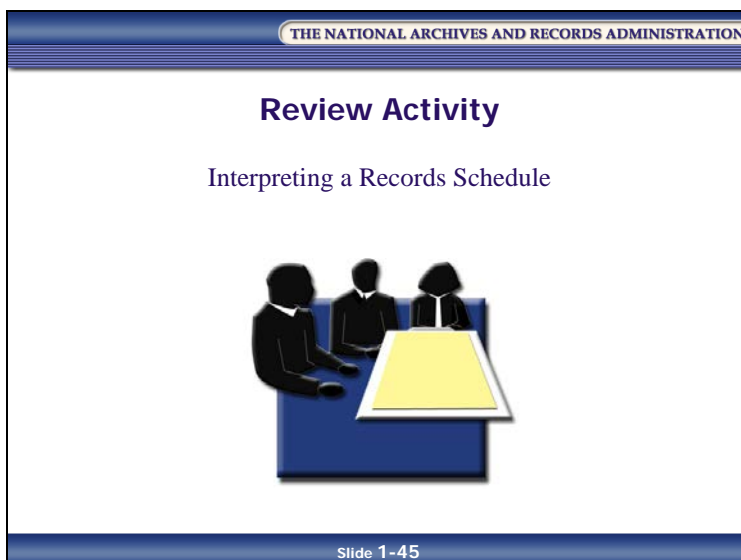 THE NATIONAL ARCHIVES AND RECORDS ADMINISTRATION
Review Activity
Interpreting a Records Schedule
Slide 1-45